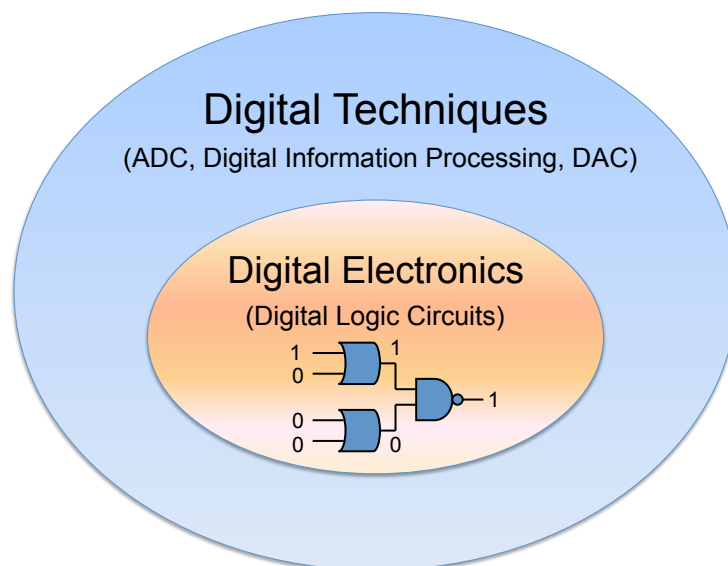 Digital Techniques
(ADC, Digital Information Processing, DAC)
Digital Electronics
(Digital Logic Circuits)
1
1
0
1
0
0
0